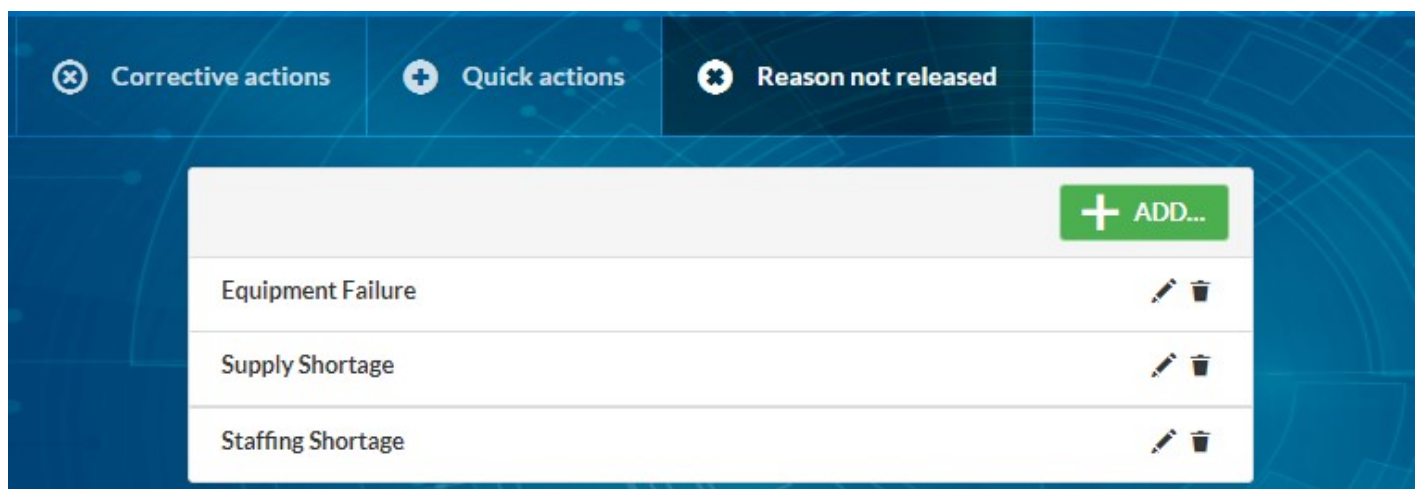 Corrective actions Quick actions Reason not released
ADD...
Equipment Failure
Supply Shortage
Staffing Shortage